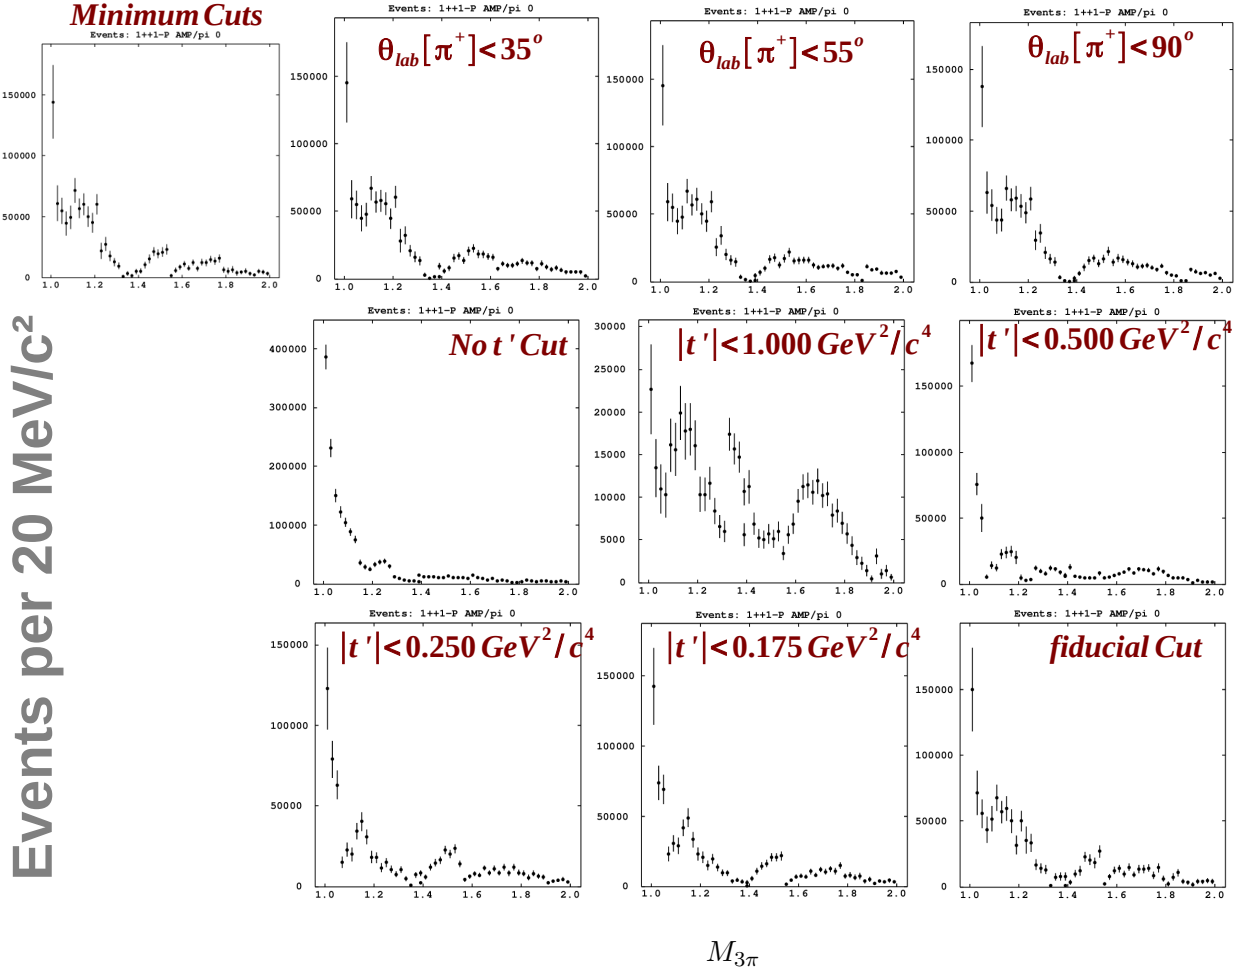 Minimum Cuts
Events: 1++1-P AMP/pi 0
150000
100000
50000
0
1.0 1.2 1.4 1.6 1.8 2.0
Events: 1++1-P AMP/pi 0
θlab[π+]<35o
150000
100000
50000
0
1.0 1.2 1.4 1.6 1.8 2.0
Events: 1++1-P AMP/pi 0
θlab[π+]<55o
150000
100000
50000
0
1.0 1.2 1.4 1.6 1.8 2.0
Events: 1++1-P AMP/pi 0
θlab[π+]<90o
150000
100000
50000
0
1.0 1.2 1.4 1.6 1.8 2.0
Events per 20 MeV/c²
Events: 1++1-P AMP/pi 0
No t' Cut
400000
300000
200000
100000
0
1.0 1.2 1.4 1.6 1.8 2.0
Events: 1++1-P AMP/pi 0
|t'|<1.000 GeV2/c4
30000
25000
20000
15000
10000
5000
0
1.0 1.2 1.4 1.6 1.8 2.0
Events: 1++1-P AMP/pi 0
|t'|<0.500 GeV2/c4
150000
100000
50000
0
1.0 1.2 1.4 1.6 1.8 2.0
Events: 1++1-P AMP/pi 0
|t'|<0.250 GeV2/c4
150000
100000
50000
0
1.0 1.2 1.4 1.6 1.8 2.0
Events: 1++1-P AMP/pi 0
|t'|<0.175 GeV2/c4
150000
100000
50000
0
1.0 1.2 1.4 1.6 1.8 2.0
Events: 1++1-P AMP/pi 0
fiducial Cut
150000
100000
50000
0
1.0 1.2 1.4 1.6 1.8 2.0
M3π